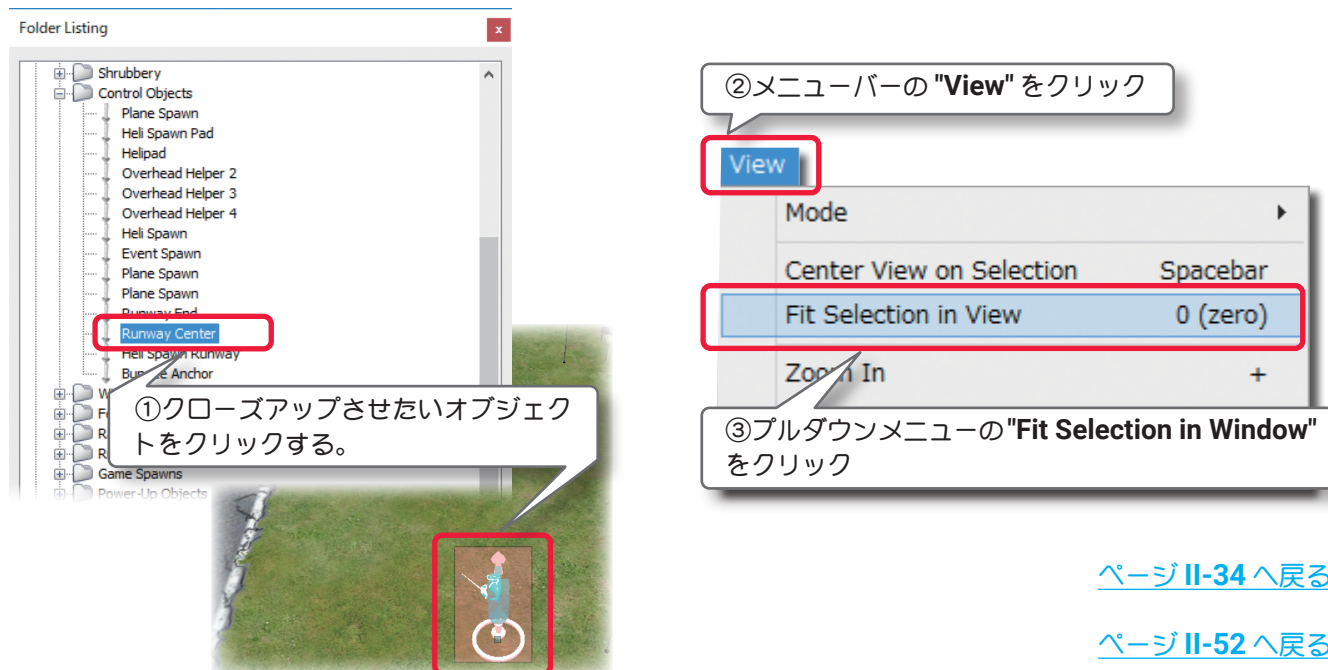 Folder Listing
x
Shrubbery
Control Objects
Plane Spawn
Heli Spawn Pad
Helipad
Overhead Helper 2
Overhead Helper 3
Overhead Helper 4
Heli Spawn
Event Spawn
Plane Spawn
Plane Spawn
Runway End
Runway Center
Heli Spawn Runway
Anchor
①クローズアップさせたいオブジェク
トをクリックする。
Game Spawns
Power-Up Objects
②メニューバーの "View" をクリック
View
Mode
Center View on Selection Spacebar
Fit Selection in View 0 (zero)
Zoom In +
③プルダウンメニューの "Fit Selection in Window"
をクリック
ページ II-34 へ戻る
ページ II-52 へ戻る